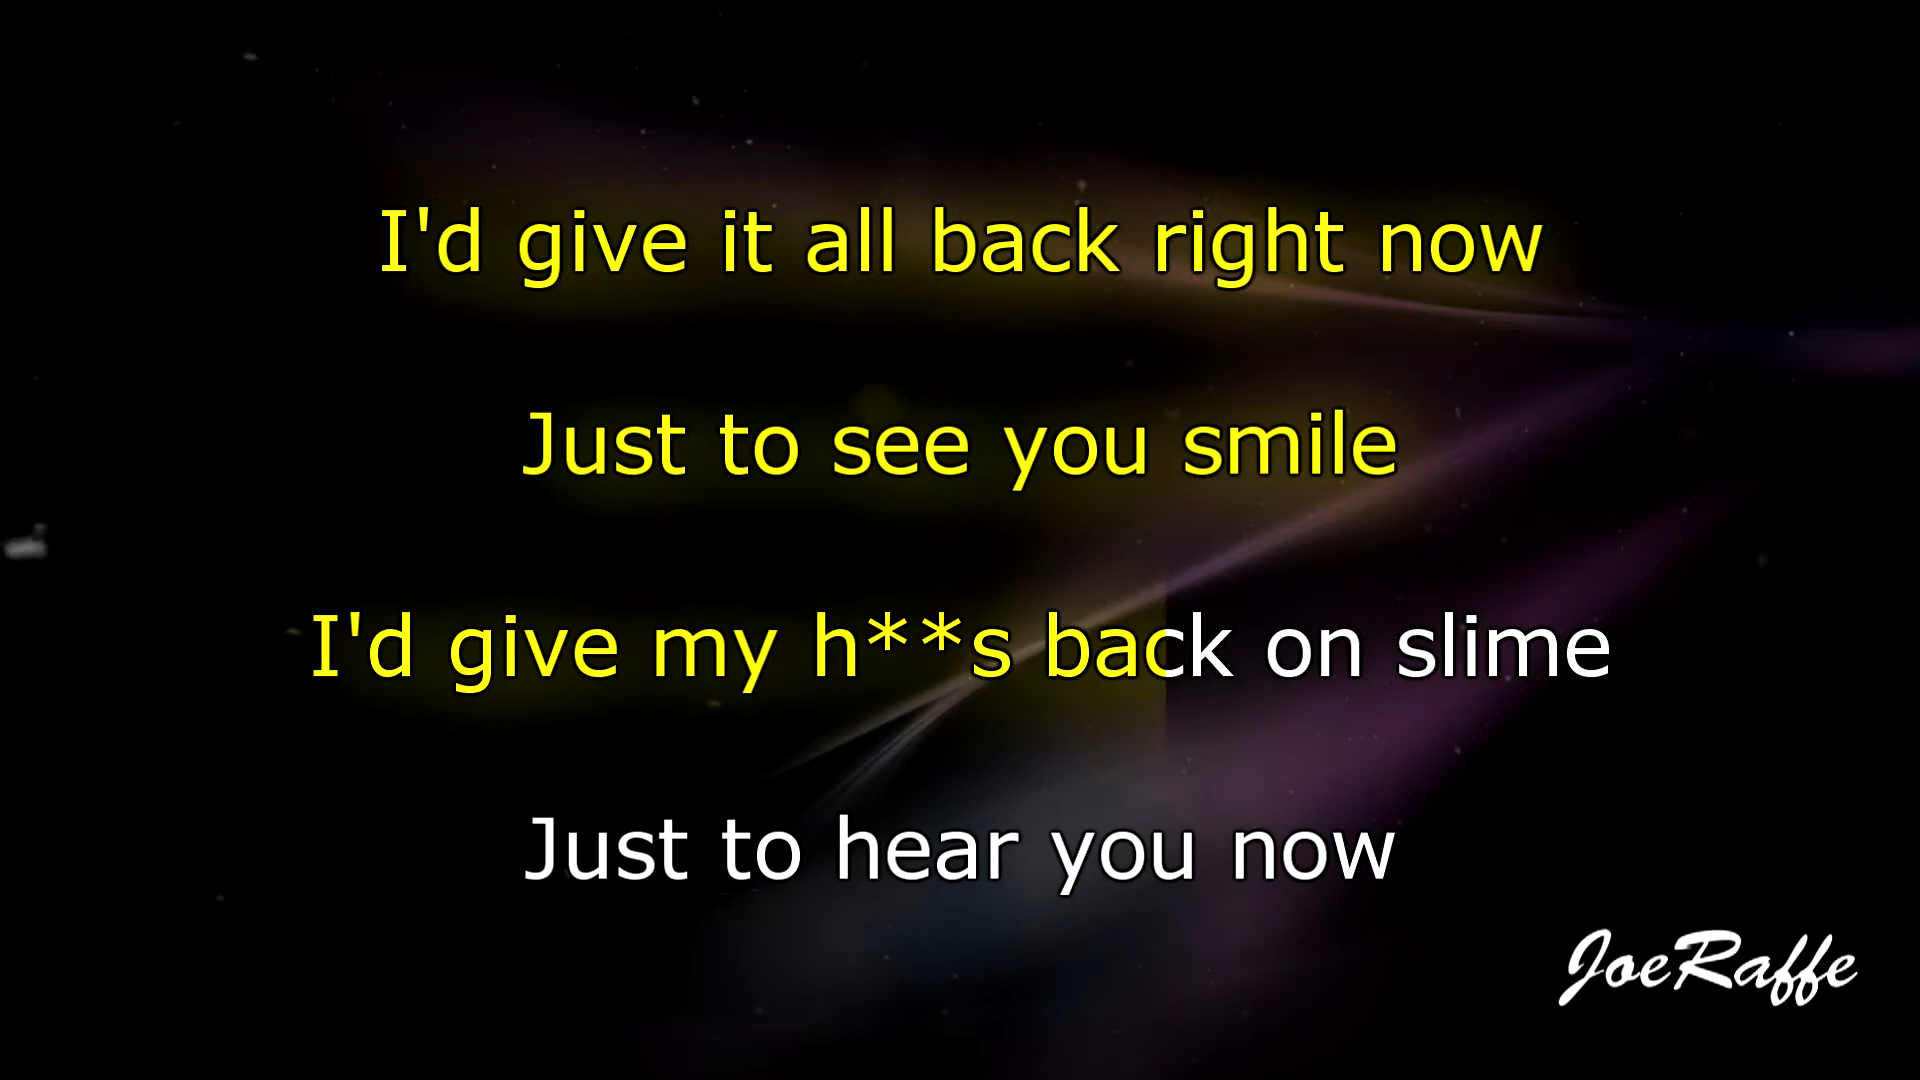 I'd give it all back right now
Just to see you smile
I'd give my h**s back on slime
Just to hear you now
JoeRaffe